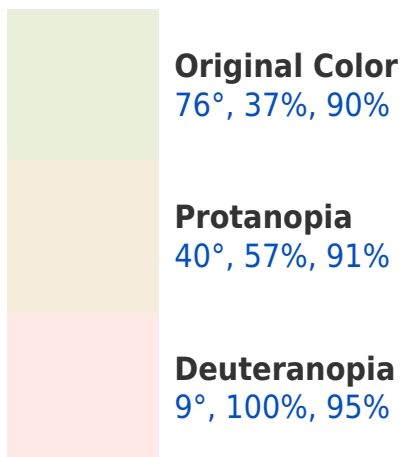 Original Color
76°, 37%, 90%
Protanopia
40°, 57%, 91%
Deuteranopia
9°, 100%, 95%